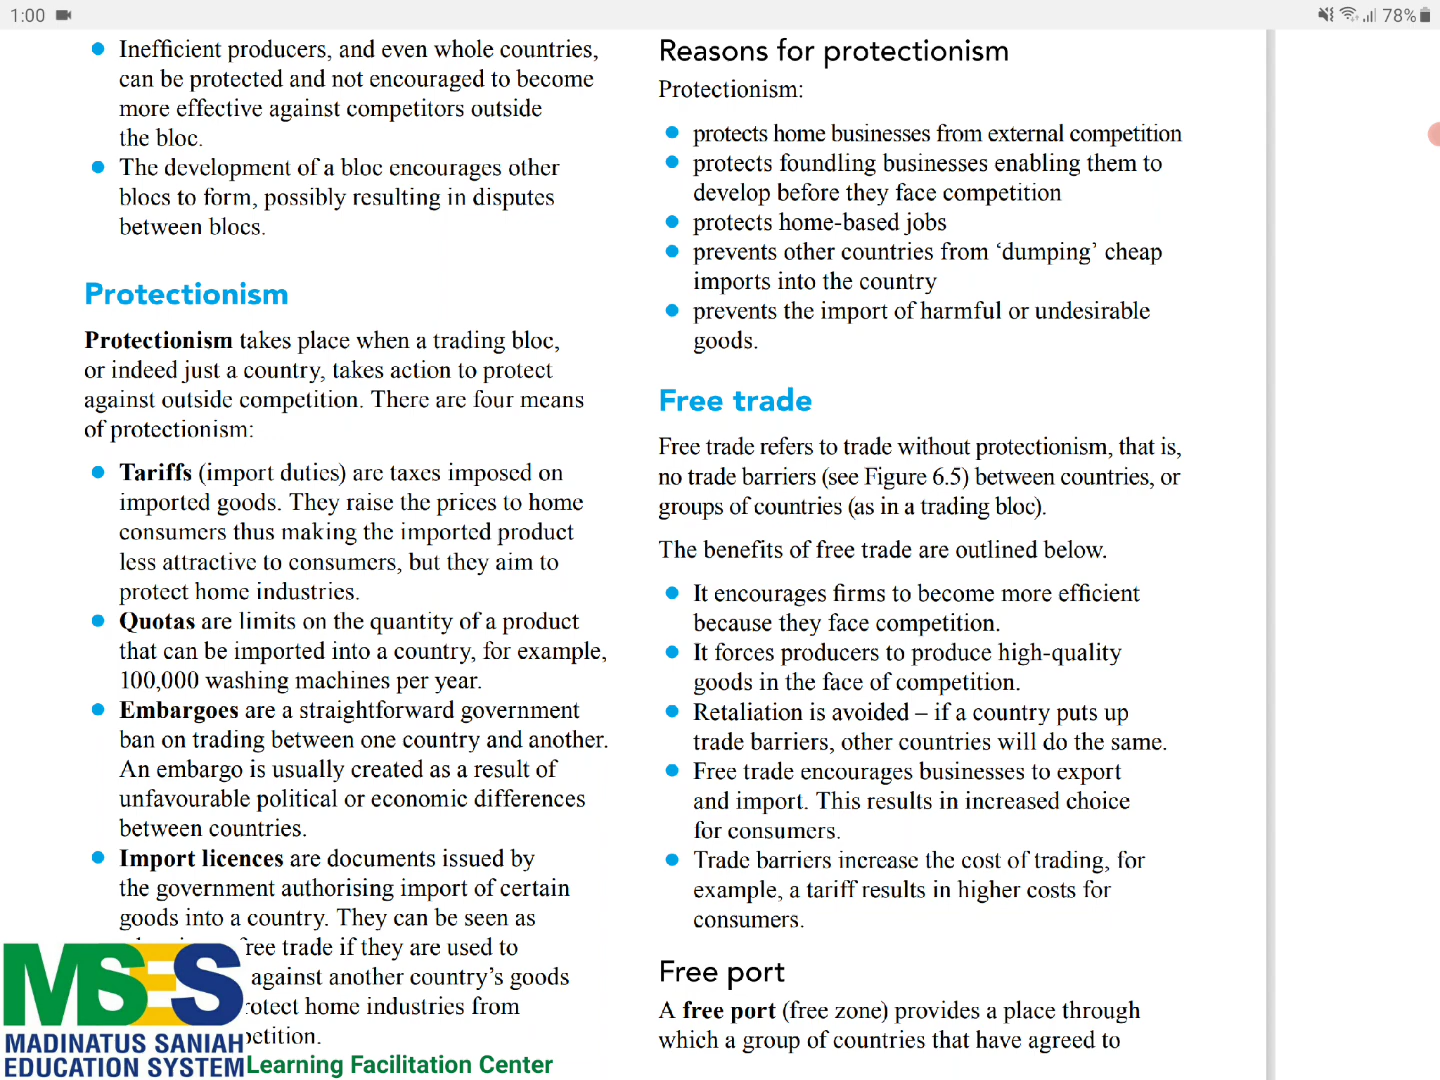 1:00
78%
Inefficient producers, and even whole countries,
can be protected and not encouraged to become
more effective against competitors outside
the bloc.
The development of a bloc encourages other
blocs to form, possibly resulting in disputes
between blocs.
Protectionism
Protectionism takes place when a trading bloc,
or indeed just a country, takes action to protect
against outside competition. There are four means
of protectionism:
Tariffs (import duties) are taxes imposed on
imported goods. They raise the prices to home
consumers thus making the imported product
less attractive to consumers, but they aim to
protect home industries.
Quotas are limits on the quantity of a product
that can be imported into a country, for example,
100,000 washing machines per year.
Embargoes are a straightforward government
ban on trading between one country and another.
An embargo is usually created as a result of
unfavourable political or economic differences
between countries.
Import licences are documents issued by
the government authorising import of certain
goods into a country. They can be seen as
free trade if they are used to
against another country's goods
home industries from
Reasons for protectionism
Protectionism:
protects home businesses from external competition
protects foundling businesses enabling them to
develop before they face competition
protects home-based jobs
prevents other countries from ‘dumping’ cheap
imports into the country
prevents the import of harmful or undesirable
goods.
Free trade
Free trade refers to trade without protectionism, that is,
no trade barriers (see Figure 6.5) between countries, or
groups of countries (as in a trading bloc).
The benefits of free trade are outlined below.
It encourages firms to become more efficient
because they face competition.
It forces producers to produce high-quality
goods in the face of competition.
Retaliation is avoided – if a country puts up
trade barriers, other countries will do the same.
Free trade encourages businesses to export
and import. This results in increased choice
for consumers.
Trade barriers increase the cost of trading, for
example, a tariff results in higher costs for
consumers.
Free port
A free port (free zone) provides a place through
which a group of countries that have agreed to
MSES
MADINATUS SANIAH
EDUCATION SYSTEM
Learning Facilitation Center